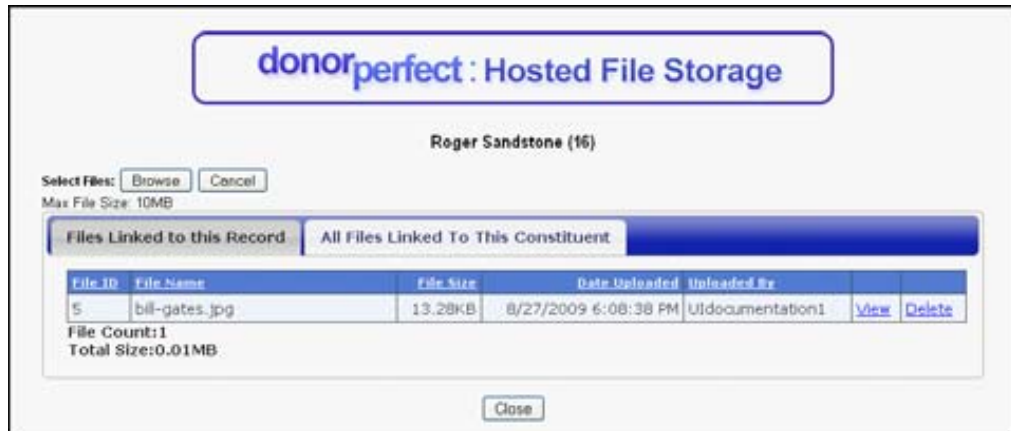 donorperfect : Hosted File Storage
Roger Sandstone (16)
Select Files: Browse Cancel
Max File Size: 10MB
Files Linked to this Record All Files Linked To This Constituent
File ID File Name File Size Date Uploaded Uploaded By
5 bill-gates.jpg 13.28KB 8/27/2009 6:08:38 PM UIdocumentation1 View Delete
File Count:1
Total Size:0.01MB
Close